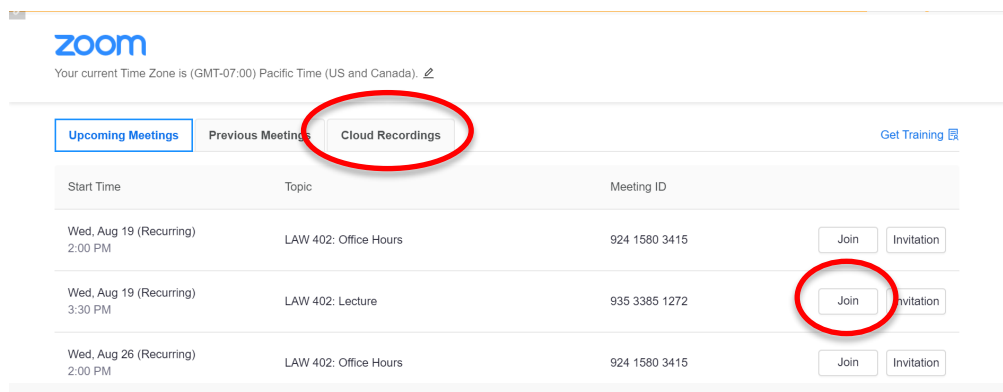 zoom
Your current Time Zone is (GMT-07:00) Pacific Time (US and Canada).
Upcoming Meetings Previous Meetings Cloud Recordings Get Training
Start Time Topic Meeting ID
Wed, Aug 19 (Recurring)
2:00 PM
LAW 402: Office Hours 924 1580 3415 Join Invitation
Wed, Aug 19 (Recurring)
3:30 PM
LAW 402: Lecture 935 3385 1272 Join Invitation
Wed, Aug 26 (Recurring)
2:00 PM
LAW 402: Office Hours 924 1580 3415 Join Invitation